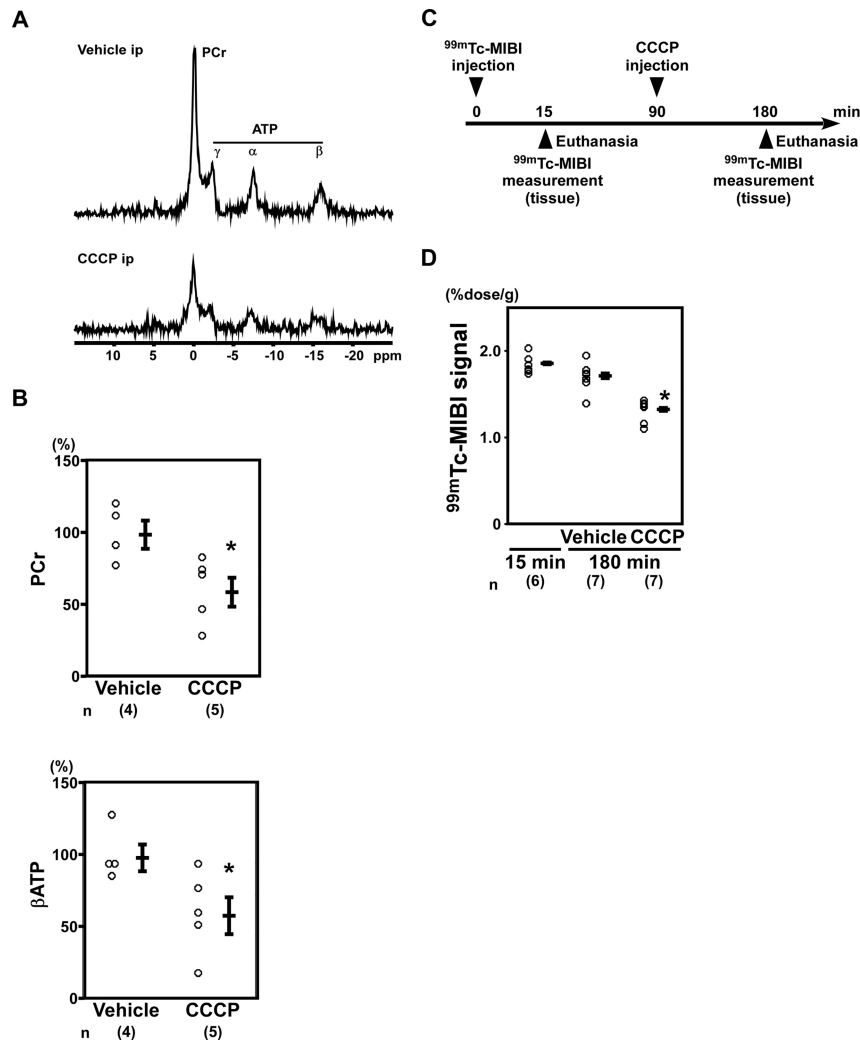 A
Vehicle ip
PCr
ATP
γ α β
CCCP ip
10 5 0 -5 -10 -15 -20 ppm
B
(%)
150
100
50
0
PCr
*
Vehicle CCCP
n (4) (5)
(%)
150
100
50
0
βATP
*
Vehicle CCCP
n (4) (5)
C
99mTc-MIBI injection
CCCP injection
0 15 90 180 min
Euthanasia
Euthanasia
99mTc-MIBI measurement (tissue)
99mTc-MIBI measurement (tissue)
D
(%dose/g)
99mTc-MIBI signal
2.0
1.0
0
*
Vehicle CCCP
15 min 180 min
n (6) (7) (7)